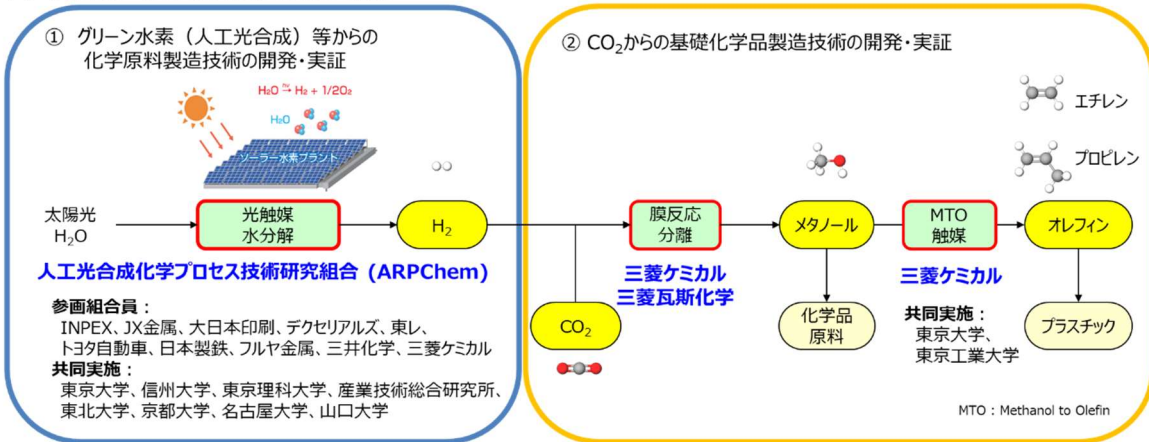 ① グリーン水素（人工光合成）等からの
化学原料製造技術の開発・実証
H₂O hν→ H₂ + 1/2O₂
H₂O
ソーラー水素プラント
太陽光
H₂O
光触媒
水分解
H₂
人工光合成化学プロセス技術研究組合 (ARPChem)
参画組合員：
INPEX、JX金属、大日本印刷、デクセリアルズ、東レ、
トヨタ自動車、日本製鉄、フルヤ金属、三井化学、三菱ケミカル
共同実施：
東京大学、信州大学、東京理科大学、産業技術総合研究所、
東北大学、京都大学、名古屋大学、山口大学
② CO₂からの基礎化学品製造技術の開発・実証
エチレン
プロピレン
膜反応
分離
メタノール
MTO
触媒
オレフィン
三菱ケミカル
三菱瓦斯化学
三菱ケミカル
CO₂
化学品
原料
共同実施：
東京大学、
東京工業大学
プラスチック
MTO : Methanol to Olefin